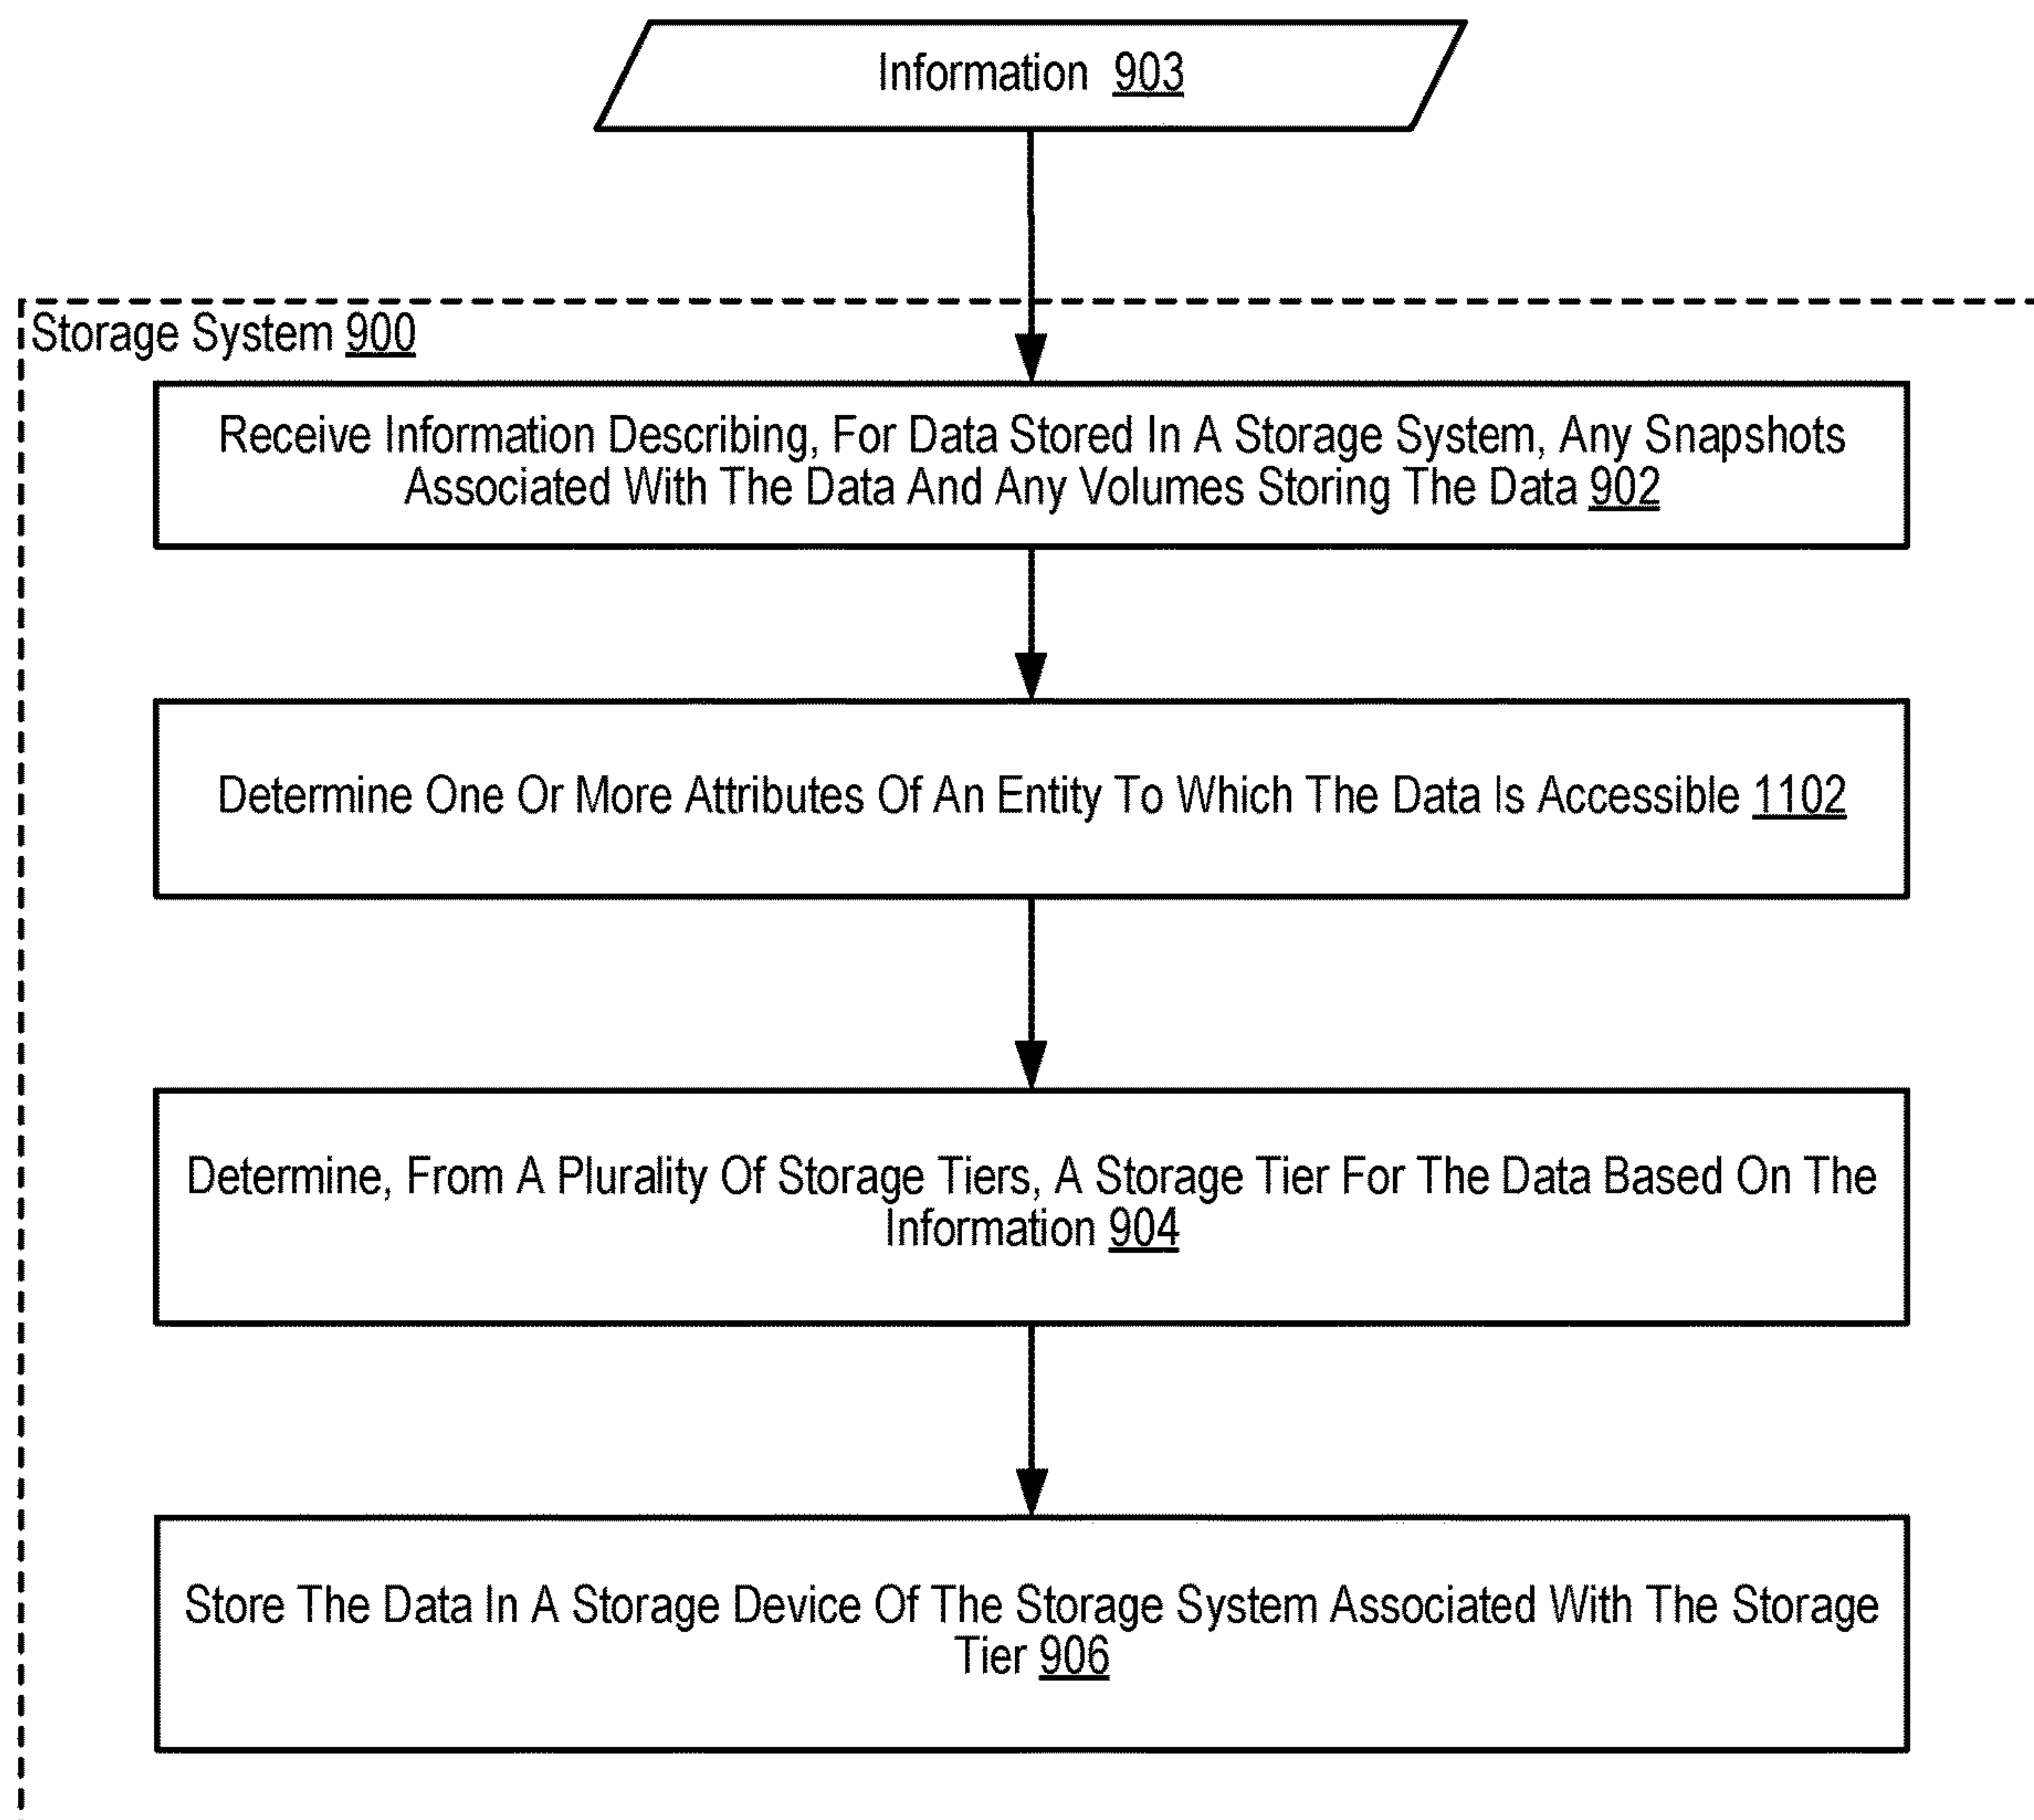 Information 903
Storage System 900
Receive Information Describing, For Data Stored In A Storage System, Any Snapshots
Associated With The Data And Any Volumes Storing The Data 902
Determine One Or More Attributes Of An Entity To Which The Data Is Accessible 1102
Determine, From A Plurality Of Storage Tiers, A Storage Tier For The Data Based On The
Information 904
Store The Data In A Storage Device Of The Storage System Associated With The Storage
Tier 906